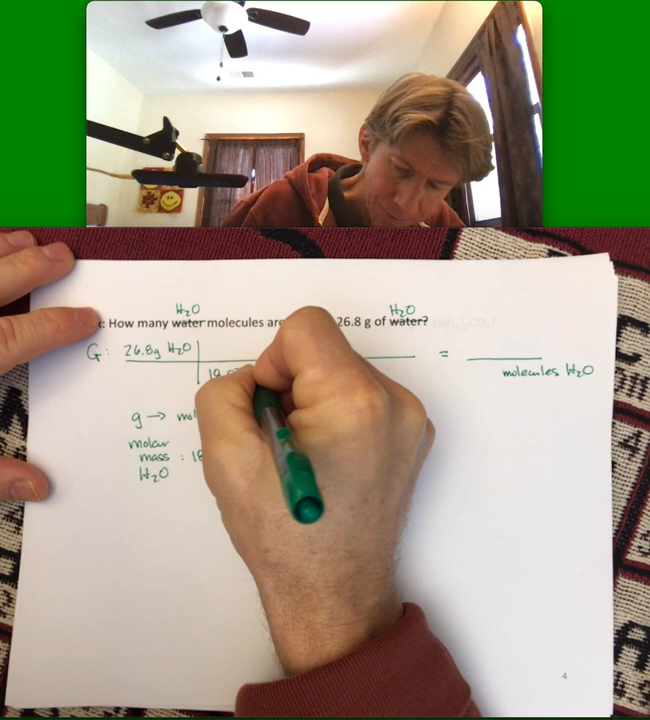 H₂O H₂O
c: How many water molecules are 26.8 g of water?
G: 26.8g H₂O = ______
molecules H₂O
g → mol
molar
mass : 18
H₂O
4